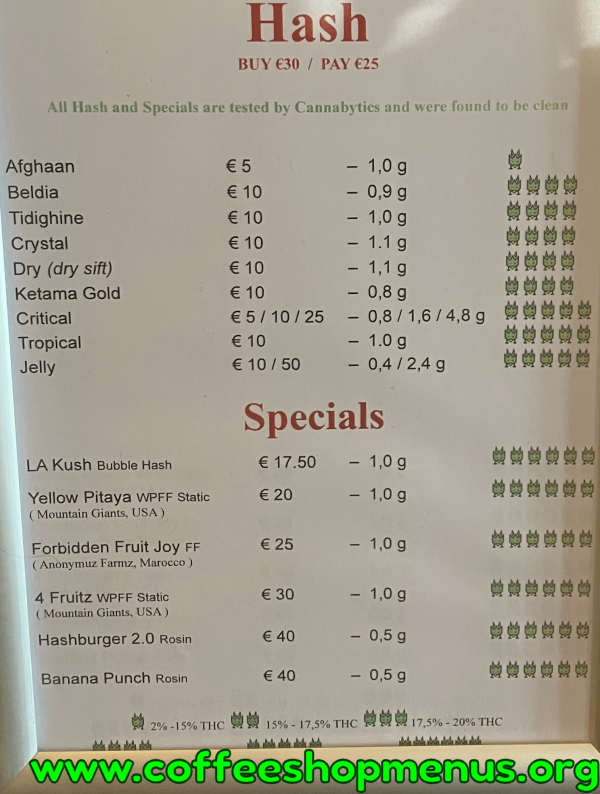 Hash
BUY €30 / PAY €25
All Hash and Specials are tested by Cannabytics and were found to be clean
Afghaan € 5 – 1,0 g
Beldia € 10 – 0,9 g
Tidighine € 10 – 1,0 g
Crystal € 10 – 1.1 g
Dry (dry sift) € 10 – 1,1 g
Ketama Gold € 10 – 0,8 g
Critical € 5 / 10 / 25 – 0,8 / 1,6 / 4,8 g
Tropical € 10 – 1.0 g
Jelly € 10 / 50 – 0,4 / 2,4 g
Specials
LA Kush Bubble Hash € 17.50 – 1,0 g
Yellow Pitaya WPFF Static € 20 – 1,0 g
( Mountain Giants, USA )
Forbidden Fruit Joy FF € 25 – 1,0 g
( Anonymuz Farmz, Marocco )
4 Fruitz WPFF Static € 30 – 1,0 g
( Mountain Giants, USA )
Hashburger 2.0 Rosin € 40 – 0,5 g
Banana Punch Rosin € 40 – 0,5 g
2% -15% THC 15% - 17,5% THC 17,5% - 20% THC
www.coffeeshopmenus.org